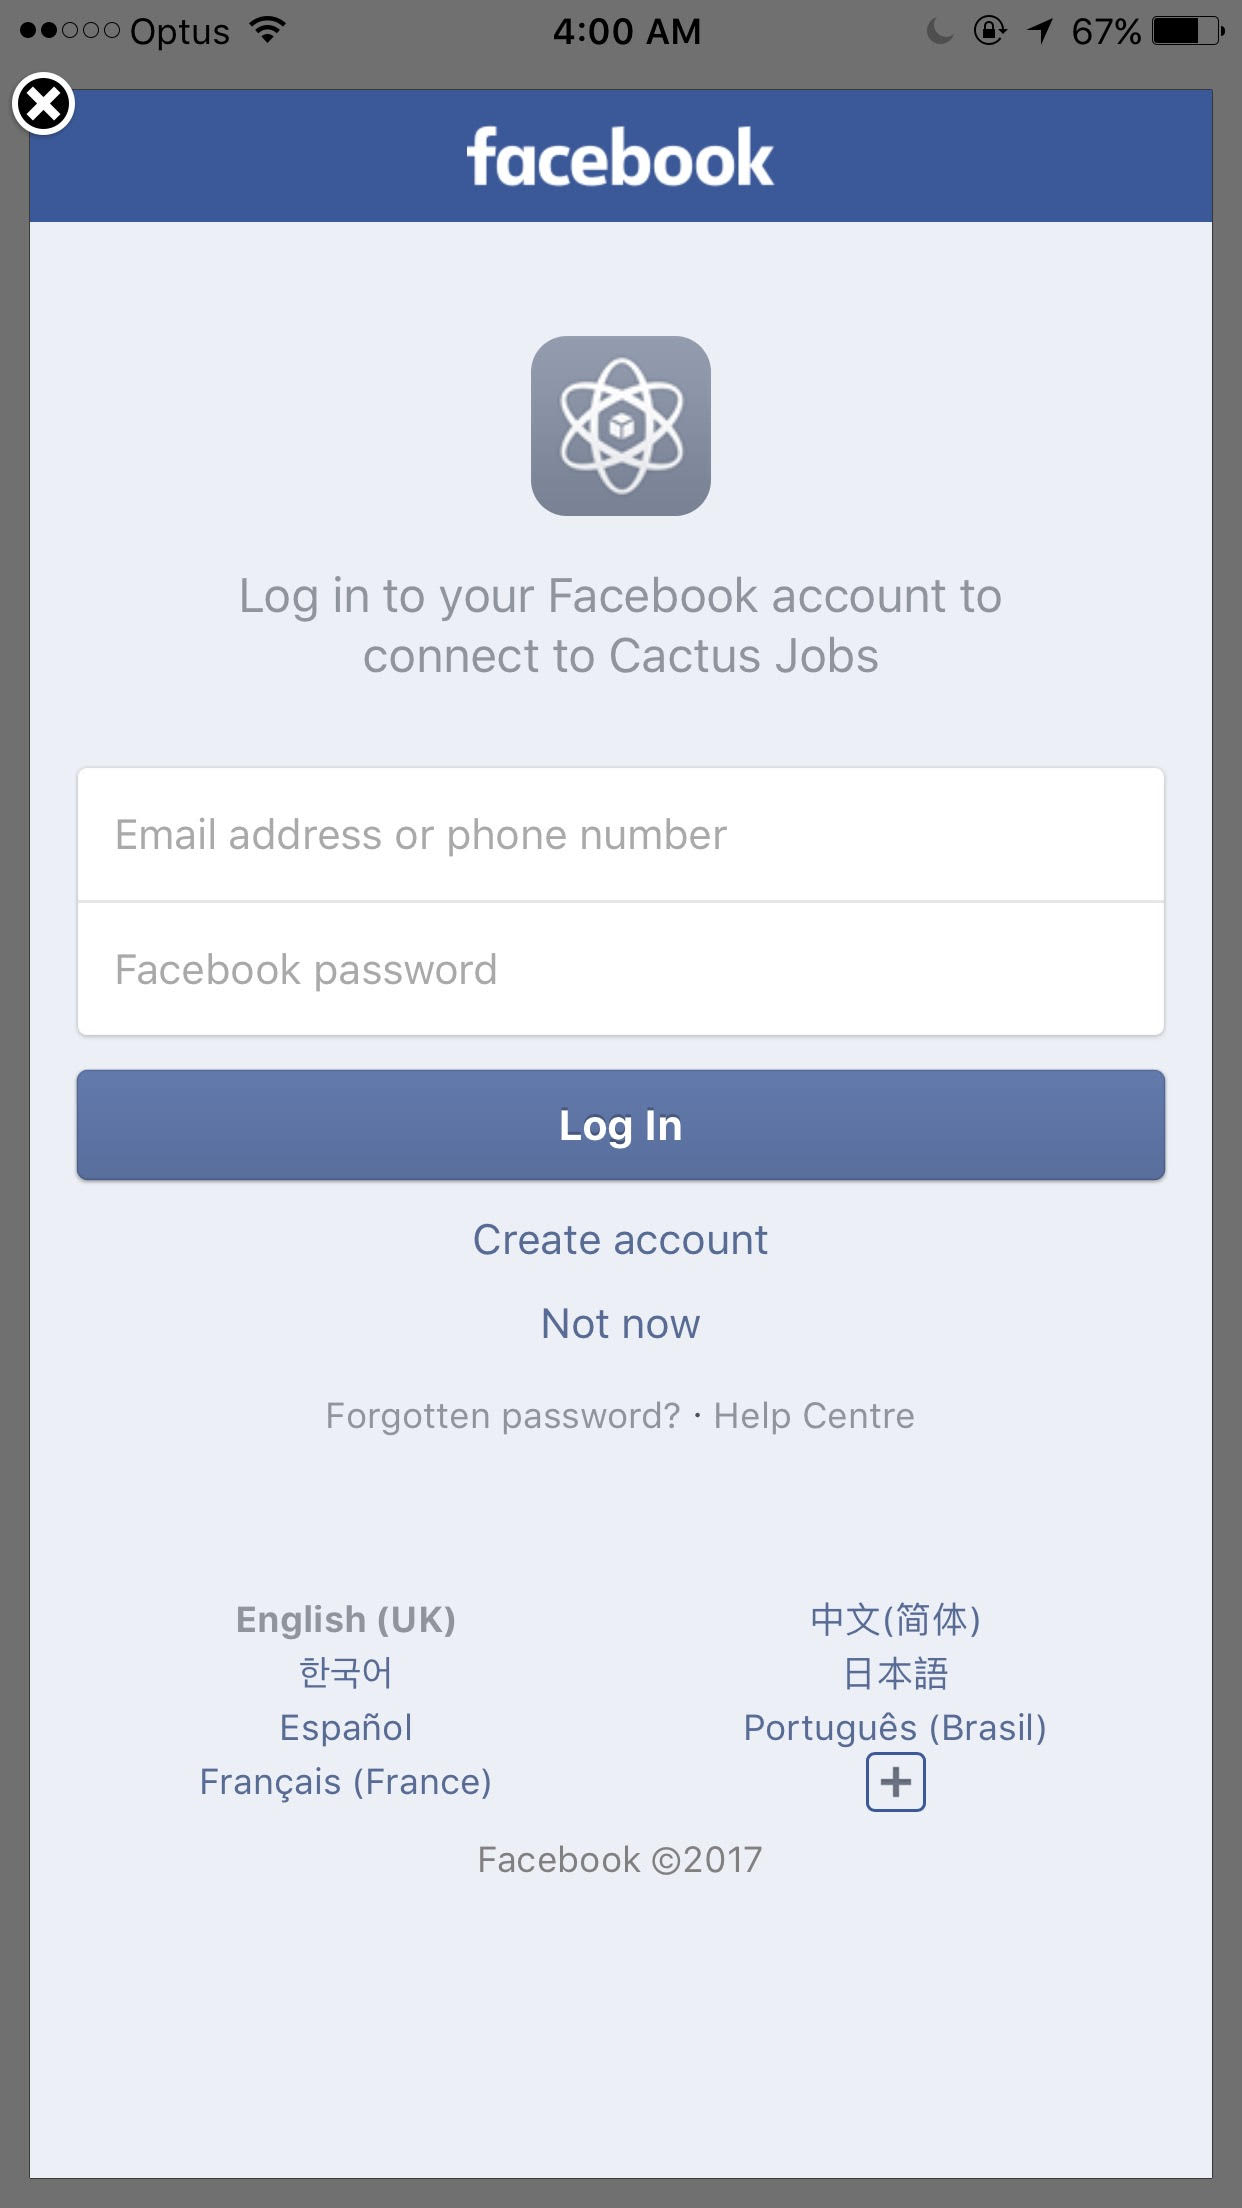 Optus 4:00 AM 67%
facebook
Log in to your Facebook account to
connect to Cactus Jobs
Email address or phone number
Facebook password
Log In
Create account
Not now
Forgotten password? · Help Centre
English (UK) 中文(简体)
한국어 日本語
Español Português (Brasil)
Français (France) +
Facebook ©2017